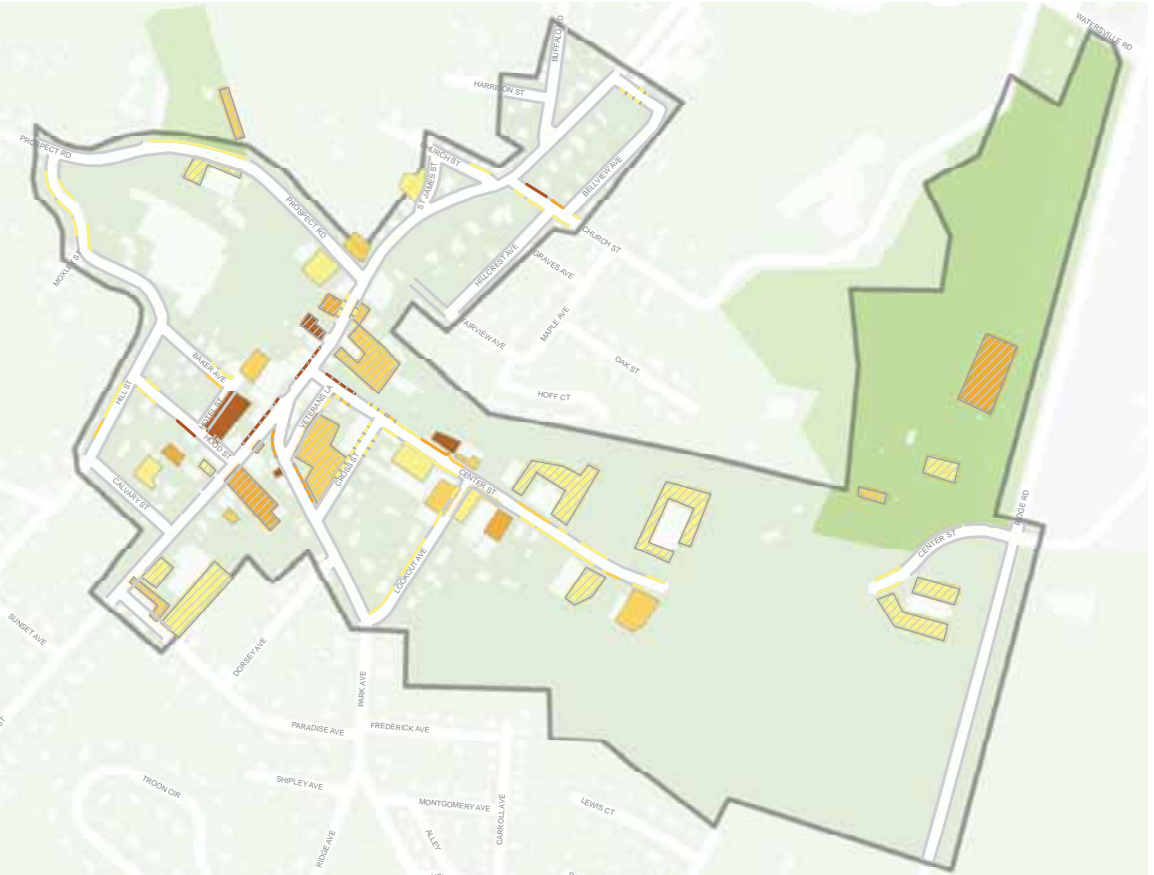 WATERSVILLE RD
BUFFALO RD
HARRISON ST
PROSPECT RD
CHURCH ST
ST JAMES ST
BELLVIEW AVE
PROSPECT RD
CHURCH ST
HILLCREST AVE
GRAVES AVE
MOXLEY ST
FAIRVIEW AVE
MAPLE AVE
OAK ST
BAKER AVE
HILL ST
HOTEL ST
VETERANS LA
HOFF CT
HOOD ST
CROSS ST
CENTER ST
CALVARY ST
RIDGE RD
CENTER ST
LOOKOUT AVE
SUNSET AVE
DORSEY AVE
PARK AVE
PARADISE AVE
FREDERICK AVE
TROON CIR
SHIPLEY AVE
MONTGOMERY AVE
CARROLL AVE
LEWIS CT
RIDGE AVE
ALLEY
ST